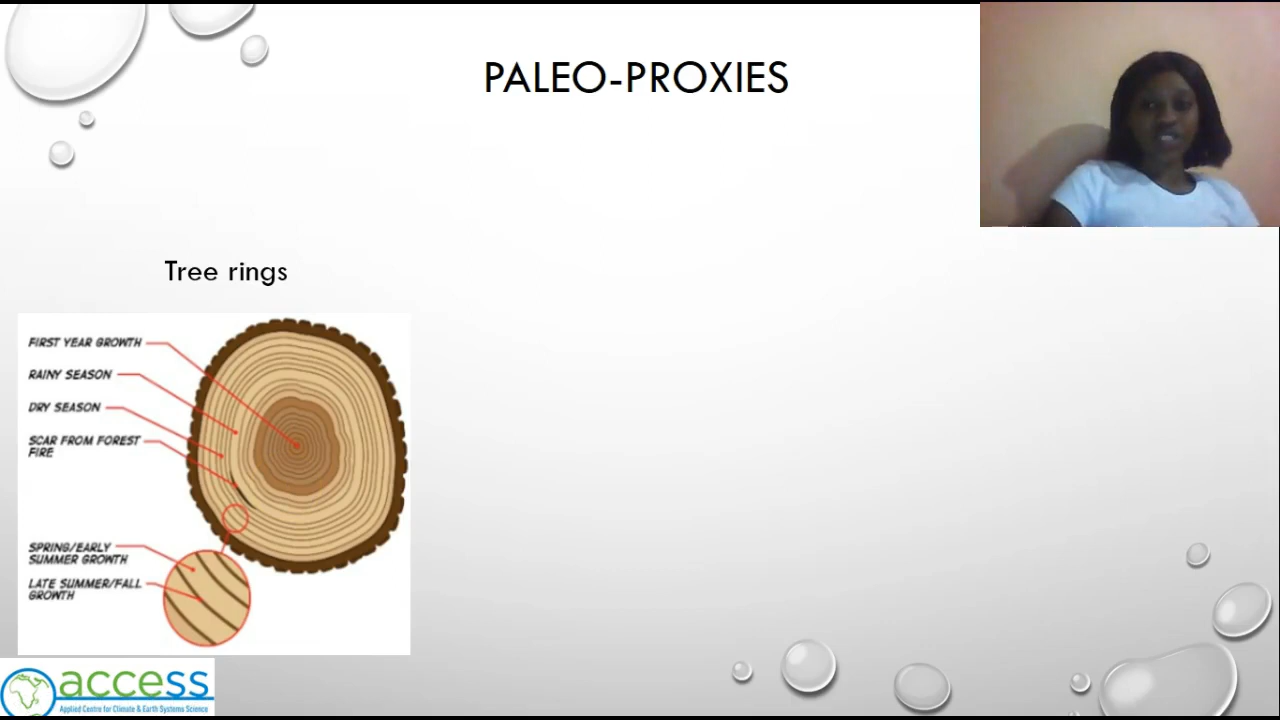 PALEO-PROXIES
Tree rings
FIRST YEAR GROWTH
RAINY SEASON
DRY SEASON
SCAR FROM FOREST
FIRE
SPRING/EARLY
SUMMER GROWTH
LATE SUMMER/FALL
GROWTH
access
Applied Centre for Climate & Earth Systems Science